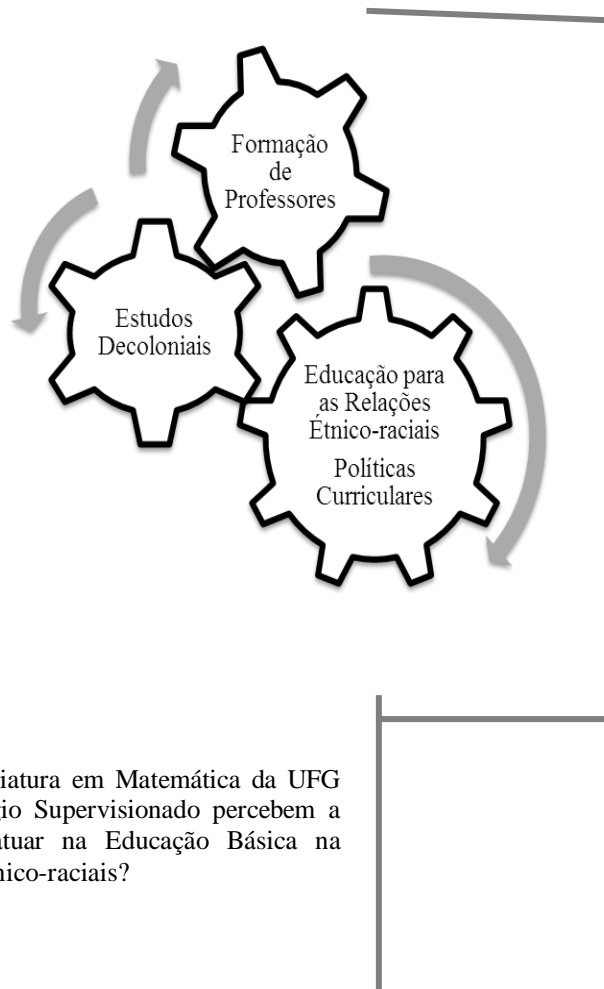 Formação
de
Professores
Estudos
Decoloniais
Educação para
as Relações
Étnico-raciais
Políticas
Curriculares
iatura em Matemática da UFG
io Supervisionado percebem a
tuar na Educação Básica na
nico-raciais?